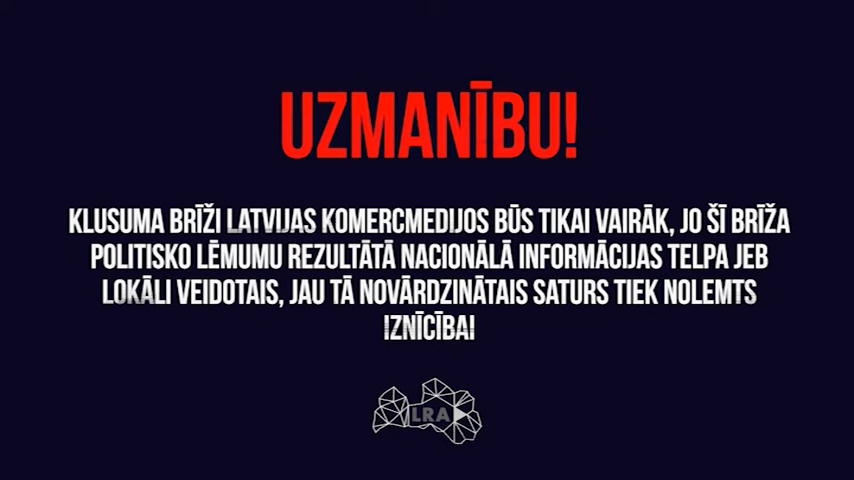 UZMANĪBU!
KLUSUMA BRĪŽI LATVIJAS KOMERCMEDIJOS BŪS TIKAI VAIRĀK, JO ŠĪ BRĪŽA
POLITISKO LĒMUMU REZULTĀTĀ NACIONĀLĀ INFORMĀCIJAS TELPA JEB
LOKĀLI VEIDOTAIS, JAU TĀ NOVĀRDZINĀTAIS SATURS TIEK NOLEMTS
IZNĪCĪBAI
LRA